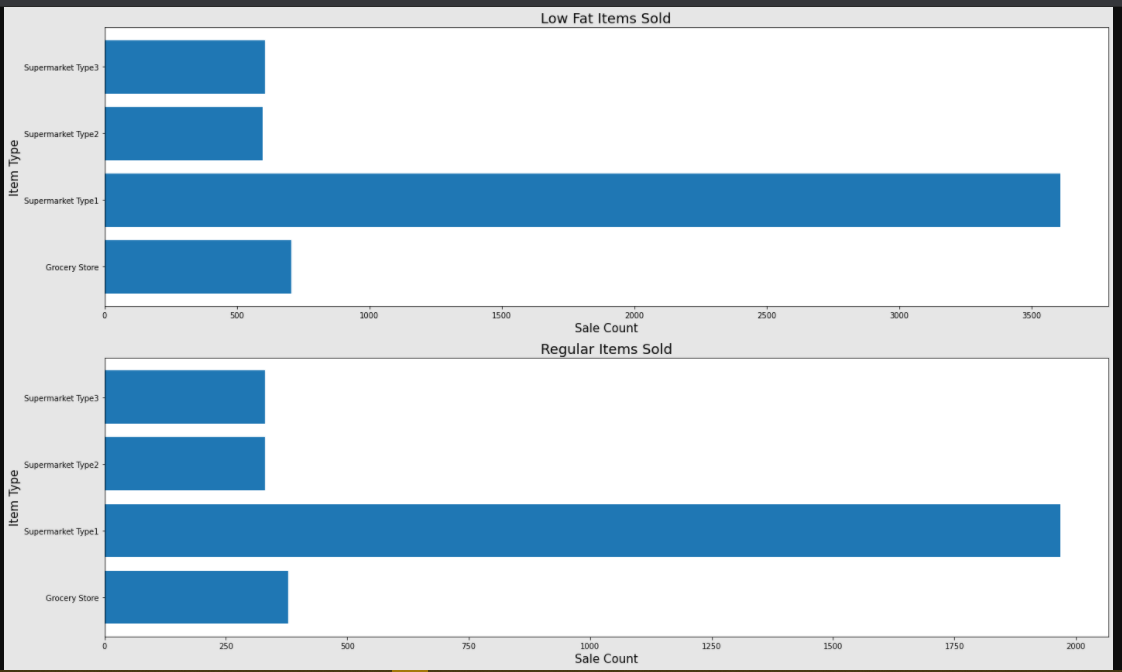 Low Fat Items Sold
Item Type
Supermarket Type3
Supermarket Type2
Supermarket Type1
Grocery Store
0 500 1000 1500 2000 2500 3000 3500
Sale Count
Regular Items Sold
Item Type
Supermarket Type3
Supermarket Type2
Supermarket Type1
Grocery Store
0 250 500 750 1000 1250 1500 1750 2000
Sale Count